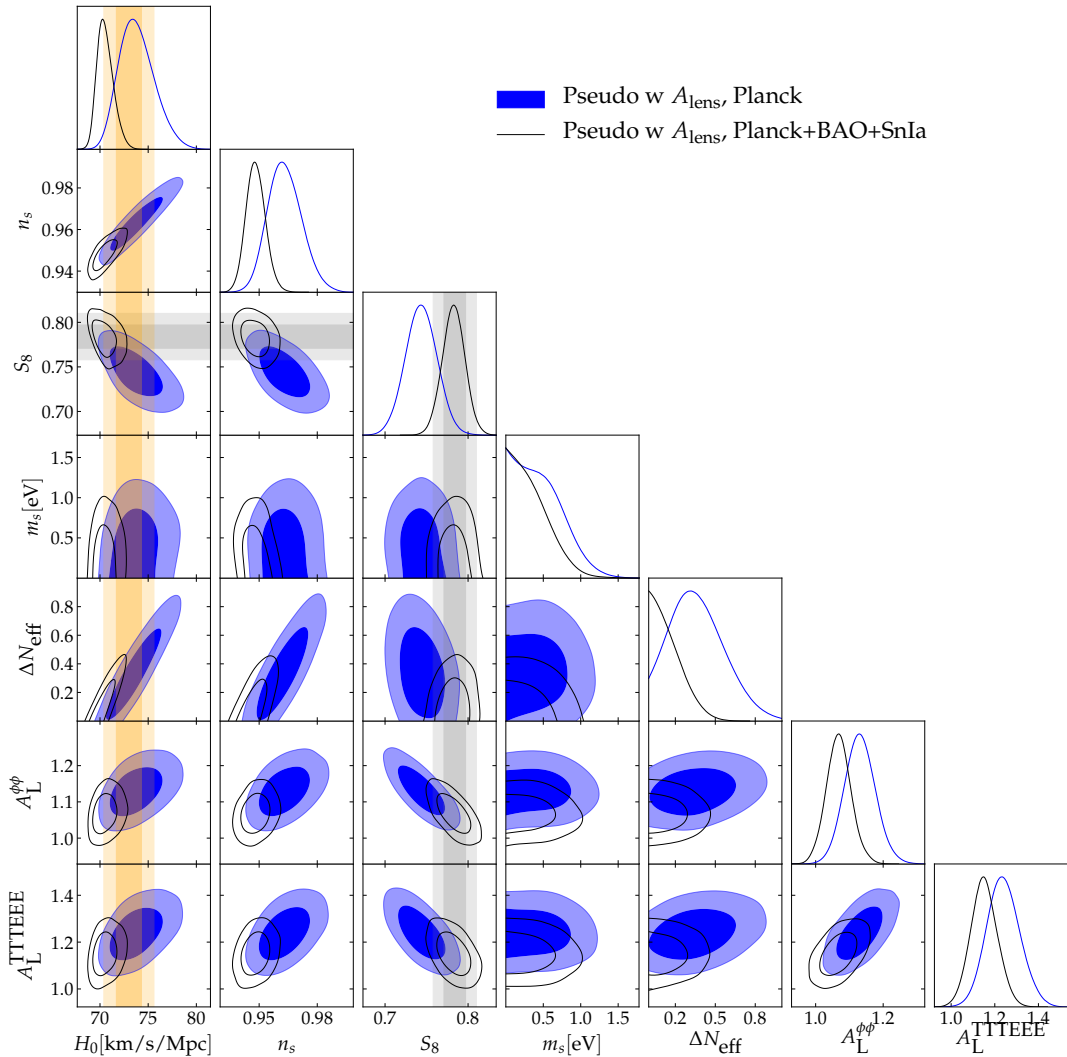 Pseudo w A_lens, Planck
Pseudo w A_lens, Planck+BAO+SnIa
n_s
0.98
0.96
0.94
S_8
0.80
0.75
0.70
m_s[eV]
1.5
1.0
0.5
ΔN_eff
0.8
0.6
0.4
0.2
A_L^ϕϕ
1.2
1.1
1.0
A_L^TTTEEE
1.4
1.2
1.0
70 75 80
0.95 0.98
0.7 0.8
0.5 1.0 1.5
0.2 0.4 0.6 0.8
1.0 1.2
1.0 1.2 1.4
H_0[km/s/Mpc] n_s S_8 m_s[eV] ΔN_eff A_L^ϕϕ A_L^TTTEEE